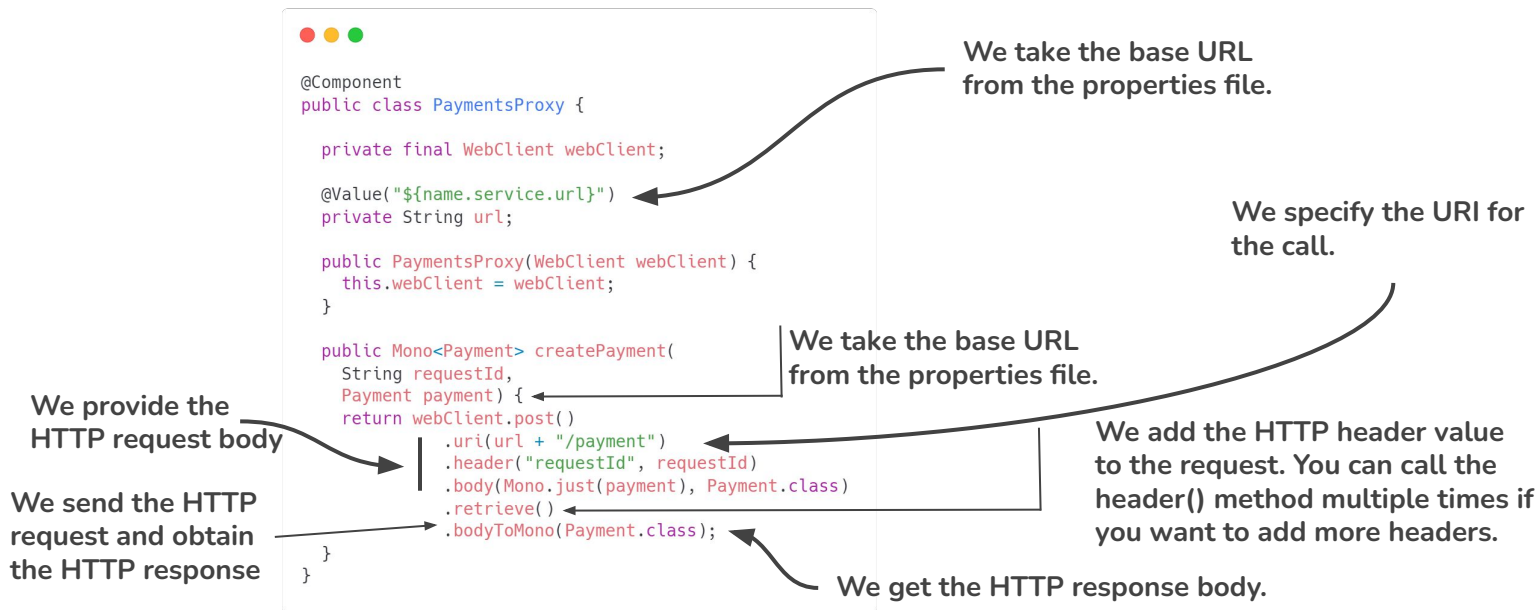 @Component
public class PaymentsProxy {
private final WebClient webClient;
@Value("${name.service.url}")
private String url;
public PaymentsProxy(WebClient webClient) {
this.webClient = webClient;
}
public Mono<Payment> createPayment(
String requestId,
Payment payment) {
return webClient.post()
.uri(url + "/payment")
.header("requestId", requestId)
.body(Mono.just(payment), Payment.class)
.retrieve()
.bodyToMono(Payment.class);
}
}
We take the base URL
from the properties file.
We specify the URI for
the call.
We take the base URL
from the properties file.
We provide the
HTTP request body
We add the HTTP header value
to the request. You can call the
header() method multiple times if
you want to add more headers.
We send the HTTP
request and obtain
the HTTP response
We get the HTTP response body.